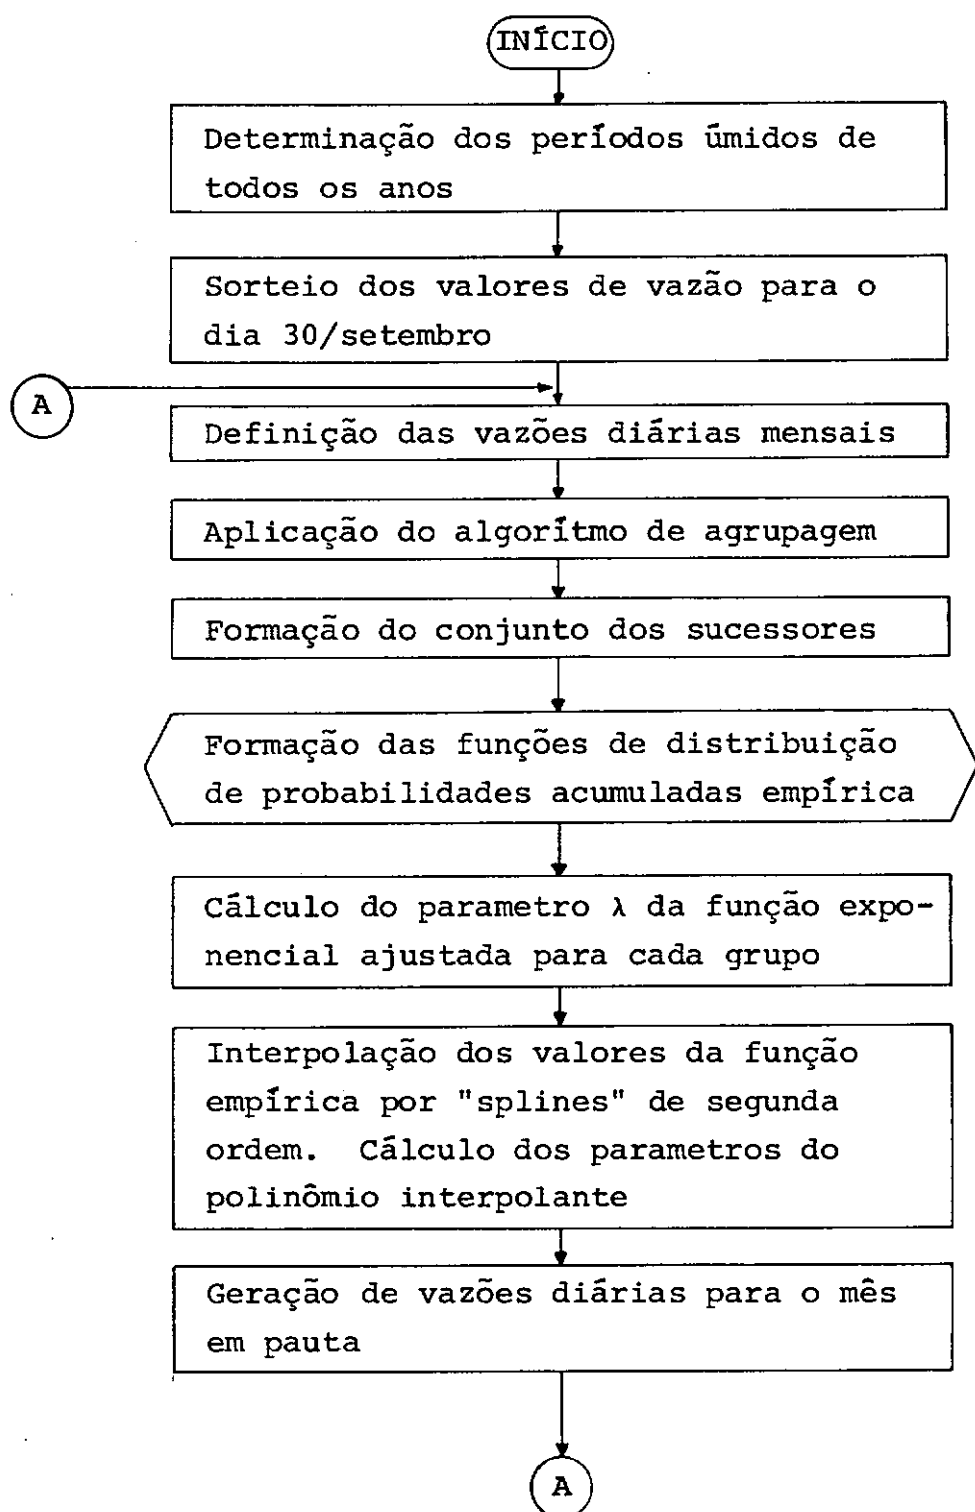 INÍCIO
Determinação dos períodos úmidos de
todos os anos
Sorteio dos valores de vazão para o
dia 30/setembro
A
Definição das vazões diárias mensais
Aplicação do algorítmo de agrupagem
Formação do conjunto dos sucessores
Formação das funções de distribuição
de probabilidades acumuladas empírica
Cálculo do parametro λ da função expo-
nencial ajustada para cada grupo
Interpolação dos valores da função
empírica por "splines" de segunda
ordem. Cálculo dos parametros do
polinômio interpolante
Geração de vazões diárias para o mês
em pauta
A